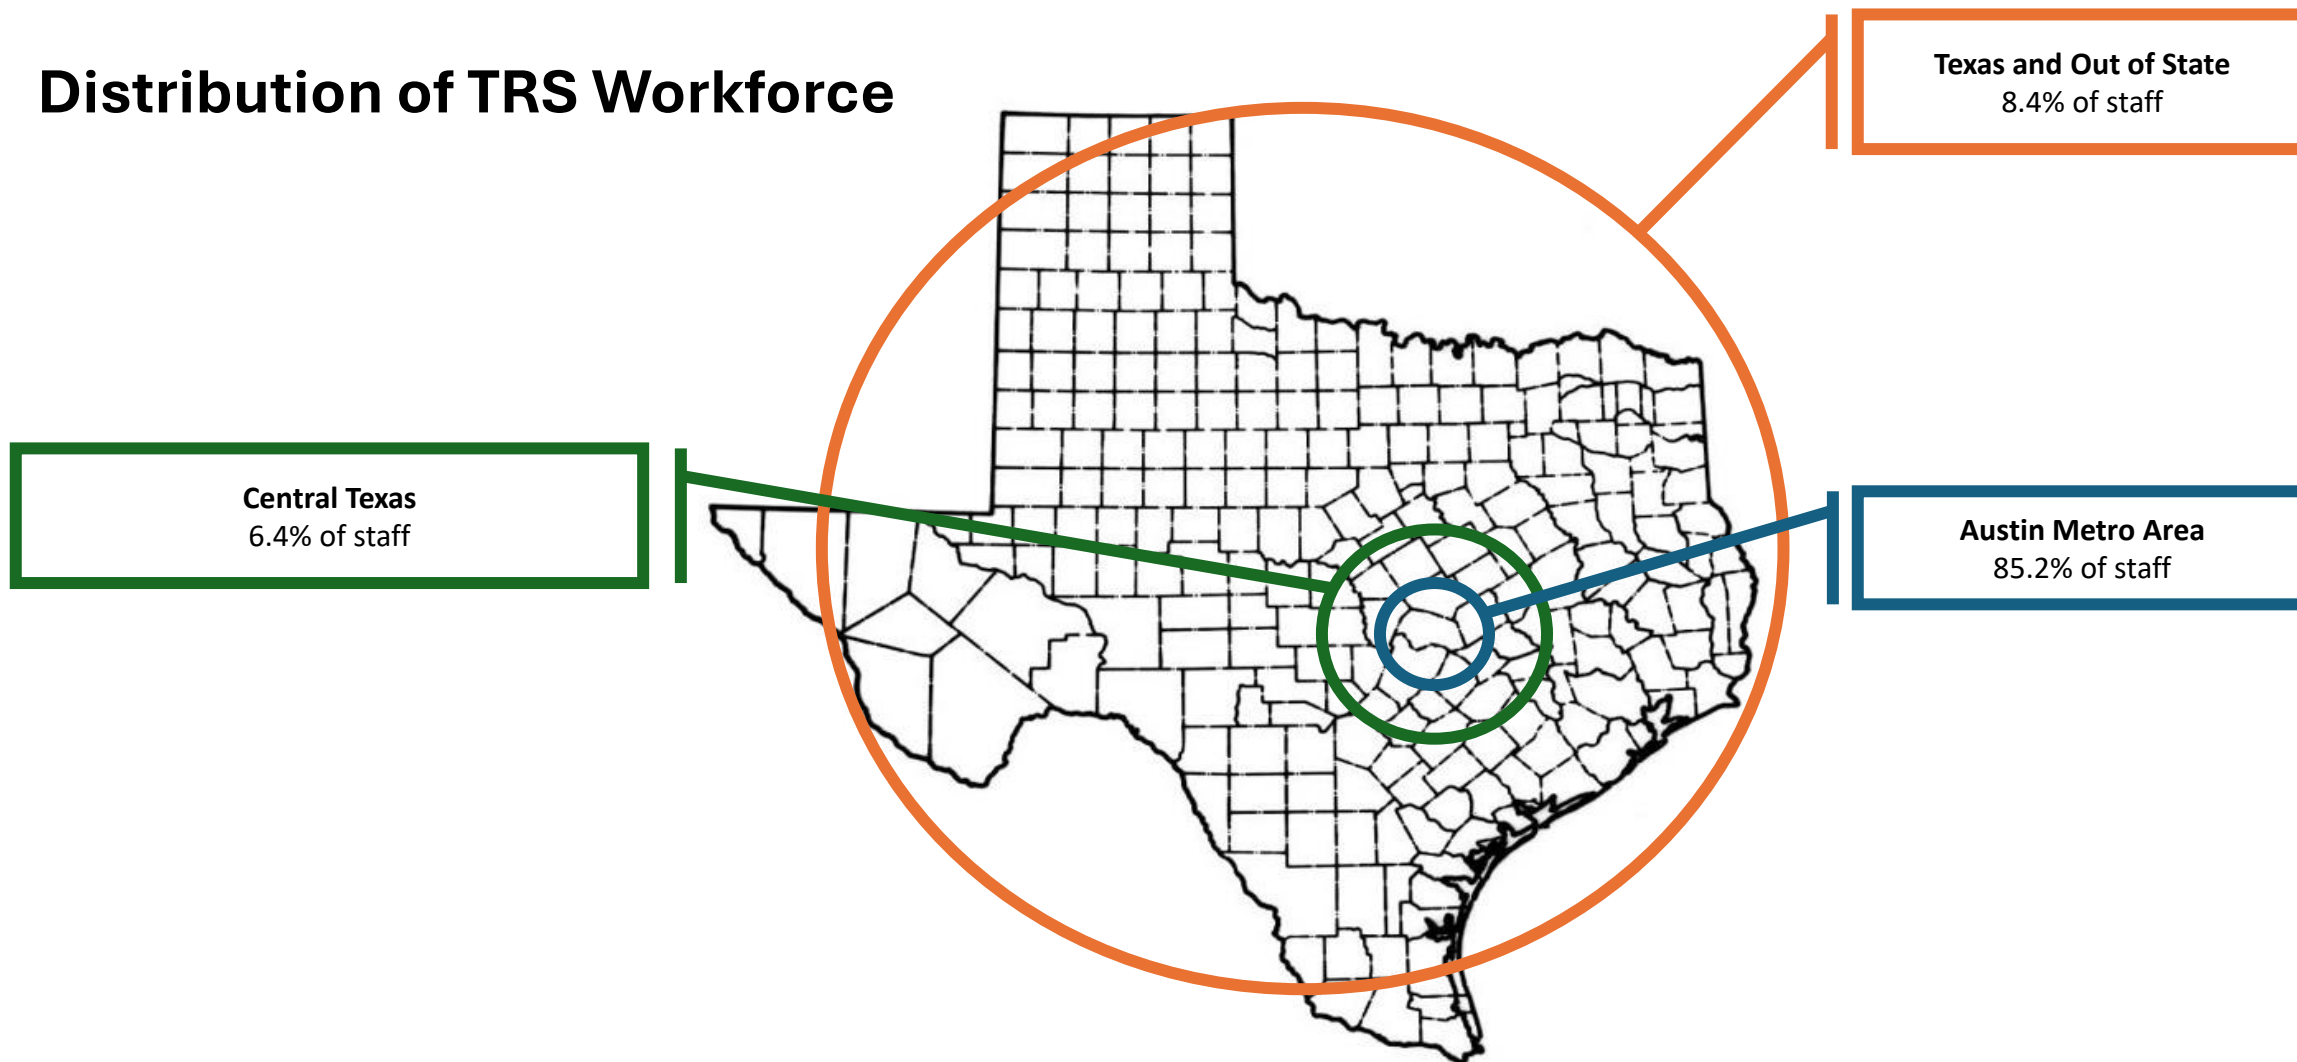 Distribution of TRS Workforce
Texas and Out of State
8.4% of staff
Central Texas
6.4% of staff
Austin Metro Area
85.2% of staff